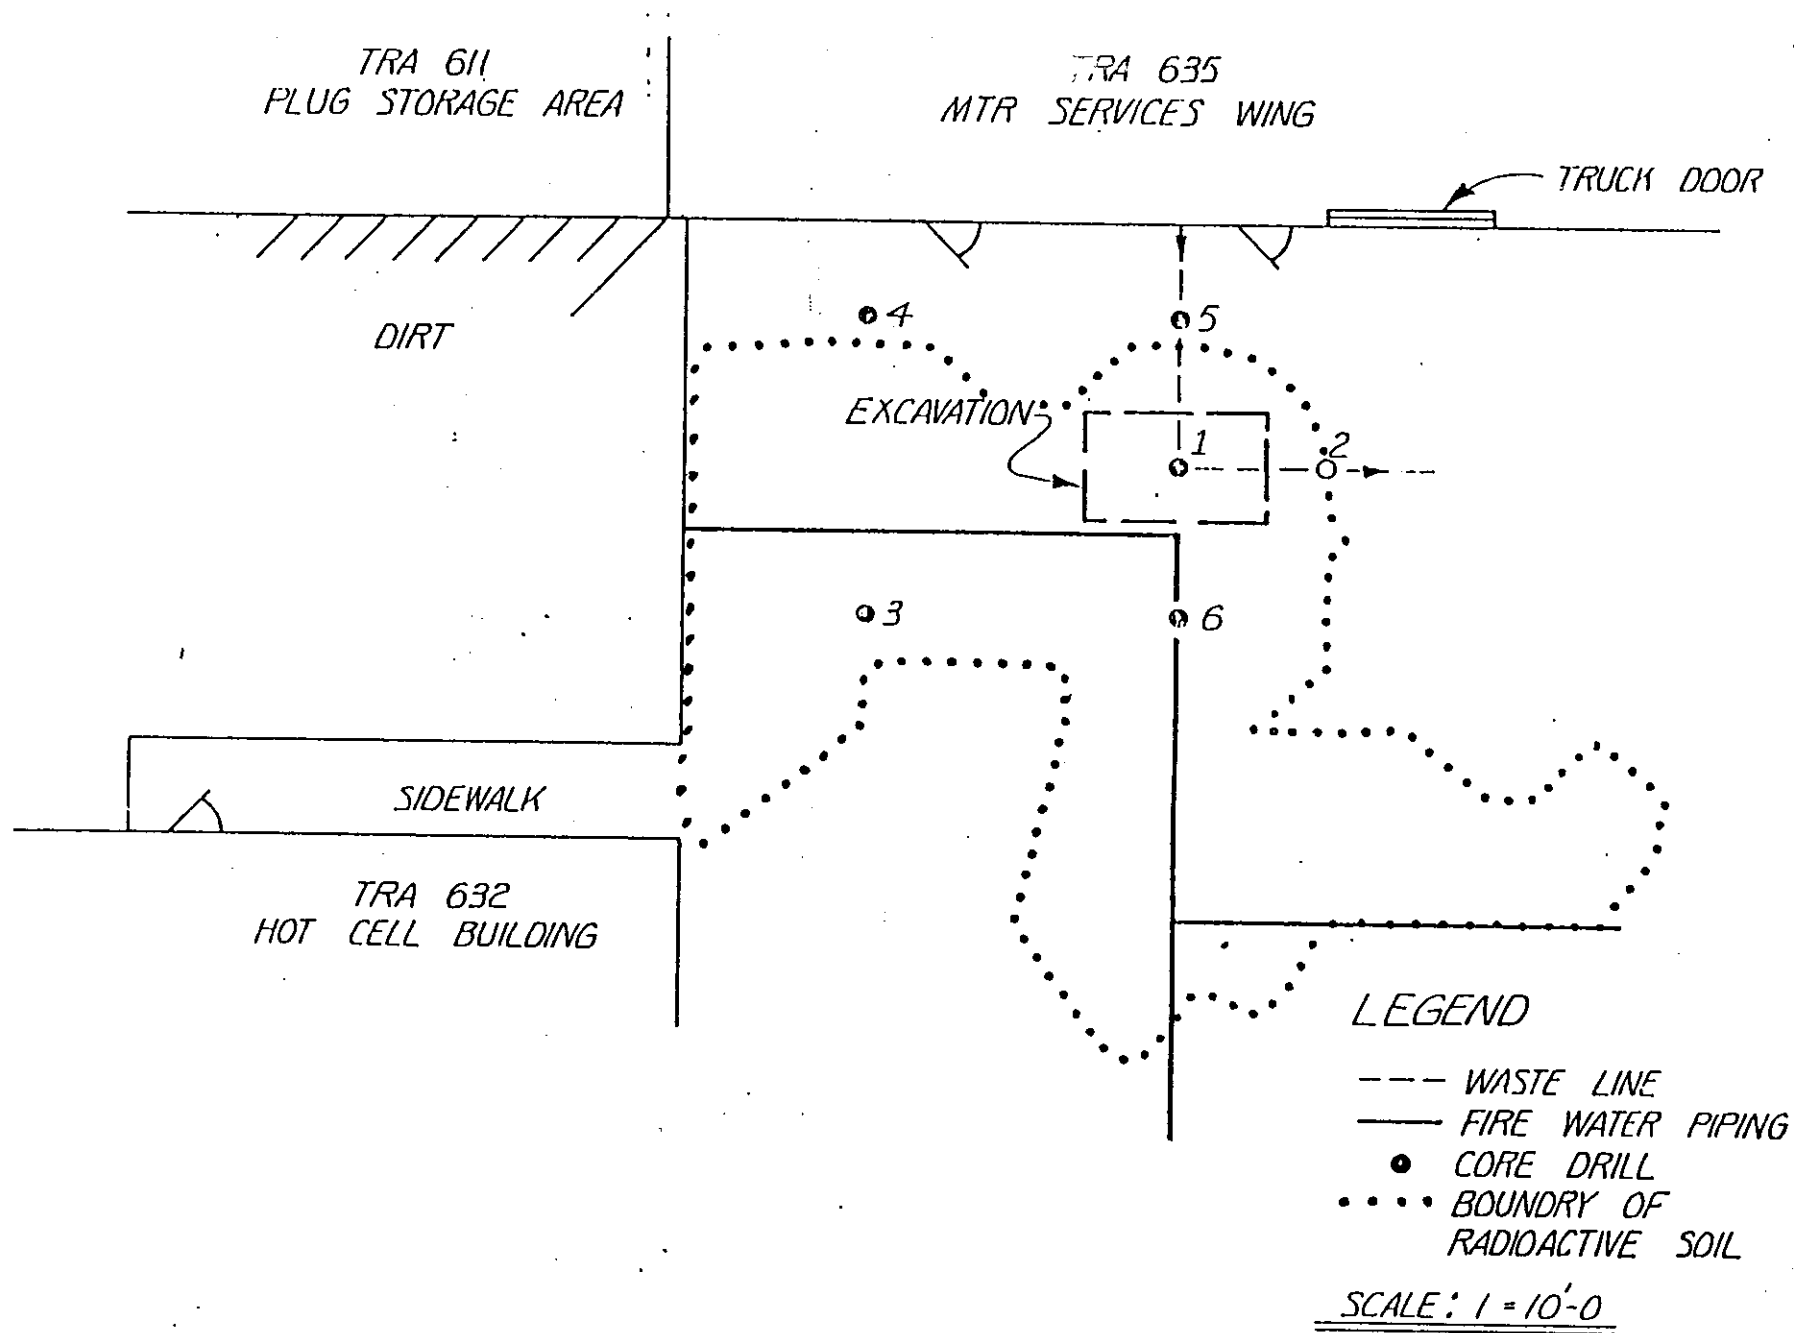 TRA 611
PLUG STORAGE AREA
TRA 635
MTR SERVICES WING
TRUCK DOOR
DIRT
4
5
EXCAVATION
1
2
3
6
SIDEWALK
TRA 632
HOT CELL BUILDING
LEGEND
WASTE LINE
FIRE WATER PIPING
CORE DRILL
BOUNDRY OF
RADIOACTIVE SOIL
SCALE: 1 = 10'-0